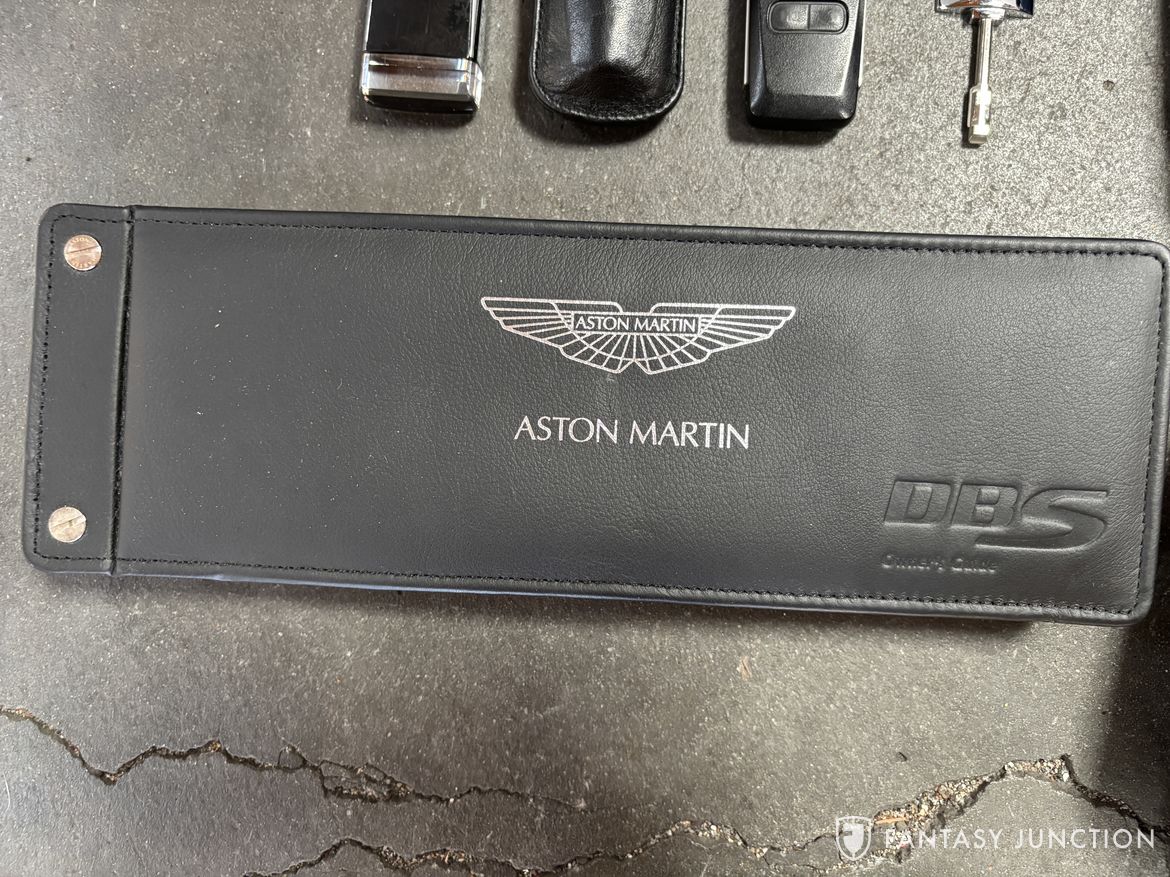 ASTON MARTIN
ASTON MARTIN
DBS
Owner's Guide
FANTASY JUNCTION